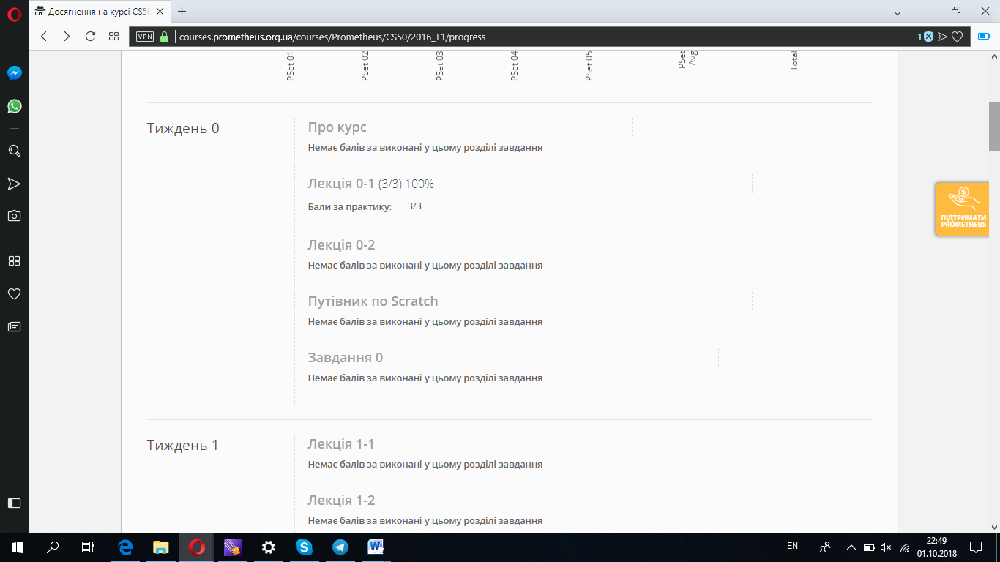 Досягнення на курсі CS50
VPN
courses.prometheus.org.ua/courses/Prometheus/CS50/2016_T1/progress
1
PSet 01
PSet 02
PSet 03
PSet 04
PSet 05
PSet
Avg
Total
Тиждень 0
Про курс
Немає балів за виконані у цьому розділі завдання
Лекція 0-1 (3/3) 100%
Бали за практику: 3/3
ПІДТРИМАТИ
PROMETHEUS
Лекція 0-2
Немає балів за виконані у цьому розділі завдання
Путівник по Scratch
Немає балів за виконані у цьому розділі завдання
Завдання 0
Немає балів за виконані у цьому розділі завдання
Тиждень 1
Лекція 1-1
Немає балів за виконані у цьому розділі завдання
Лекція 1-2
Немає балів за виконані у цьому розділі завдання
EN
22:49
01.10.2018